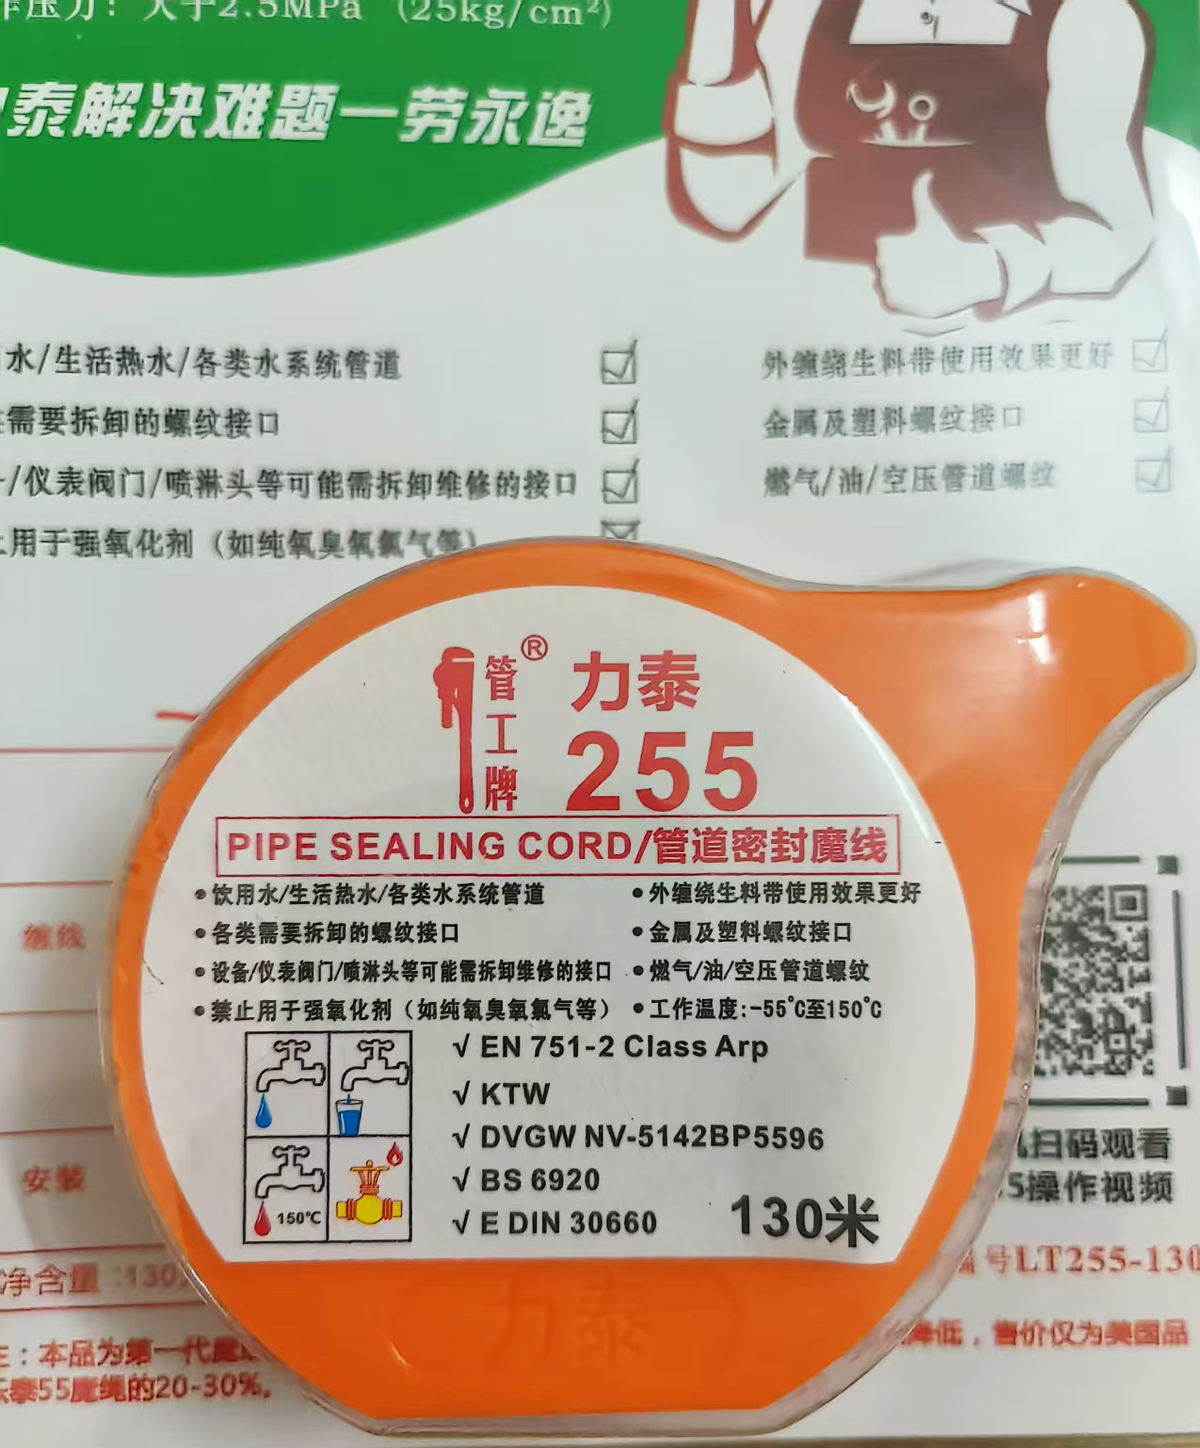 作压力：大于2.5MPa（25kg/cm²）
力泰解决难题一劳永逸
用水/生活热水/各类水系统管道
外缠绕生料带使用效果更好
需要拆卸的螺纹接口
金属及塑料螺纹接口
/仪表阀门/喷淋头等可能需拆卸维修的接口
燃气/油/空压管道螺纹
止用于强氧化剂（如纯氧臭氧氯气等）
管工牌®
力泰
255
PIPE SEALING CORD/管道密封魔线
•饮用水/生活热水/各类水系统管道
•外缠绕生料带使用效果更好
•各类需要拆卸的螺纹接口
•金属及塑料螺纹接口
•设备/仪表阀门/喷淋头等可能需拆卸维修的接口
•燃气/油/空压管道螺纹
•禁止用于强氧化剂（如纯氧臭氧氯气等）
•工作温度:-55℃至150℃
√ EN 751-2 Class Arp
√ KTW
√ DVGW NV-5142BP5596
√ BS 6920
√ E DIN 30660
150℃
130米
力泰
缠线
安装
净含量:130
扫码观看
5操作视频
编号LT255-130
注：本品为第一代
乐泰55魔绳的20-30%。
降低，售价仅为美国品